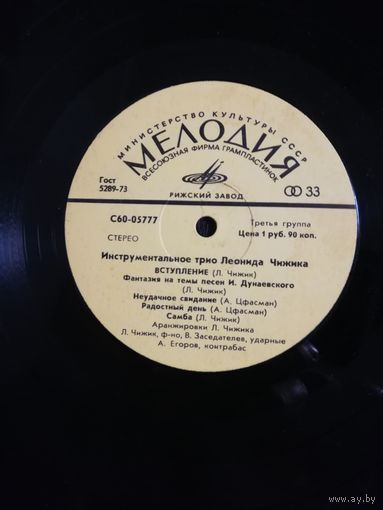 МИНИСТЕРСТВО КУЛЬТУРЫ СССР
МЕЛОДИЯ
ВСЕСОЮЗНАЯ ФИРМА ГРАМПЛАСТИНОК
Гост
5289-73
РИЖСКИЙ ЗАВОД
33
С60-05777
Третья группа
СТЕРЕО
Цена 1 руб. 90 коп.
Инструментальное трио Леонида Чижика
ВСТУПЛЕНИЕ (Л. Чижик)
Фантазия на темы песен И. Дунаевского
(Л. Чижик)
Неудачное свидание (А. Цфасман)
Радостный день (А. Цфасман)
Самба (Л. Чижик)
Аранжировки Л. Чижика
Л. Чижик, ф-но, В. Заседателев, ударные
А. Егоров, контрабас
www.ay.by